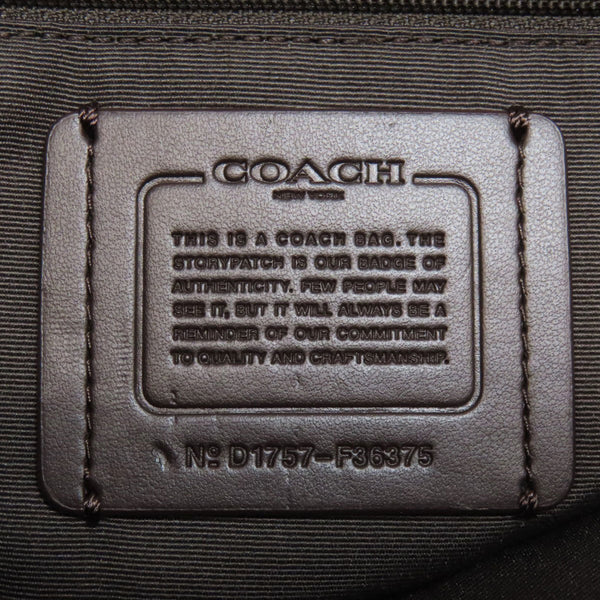 COACH
NEW YORK
THIS IS A COACH BAG. THE
STORYPATCH IS OUR BADGE OF
AUTHENTICITY. FEW PEOPLE MAY
SEE IT, BUT IT WILL ALWAYS BE A
REMINDER OF OUR COMMITMENT
TO QUALITY AND CRAFTSMANSHIP.
Nº D1757-F36375